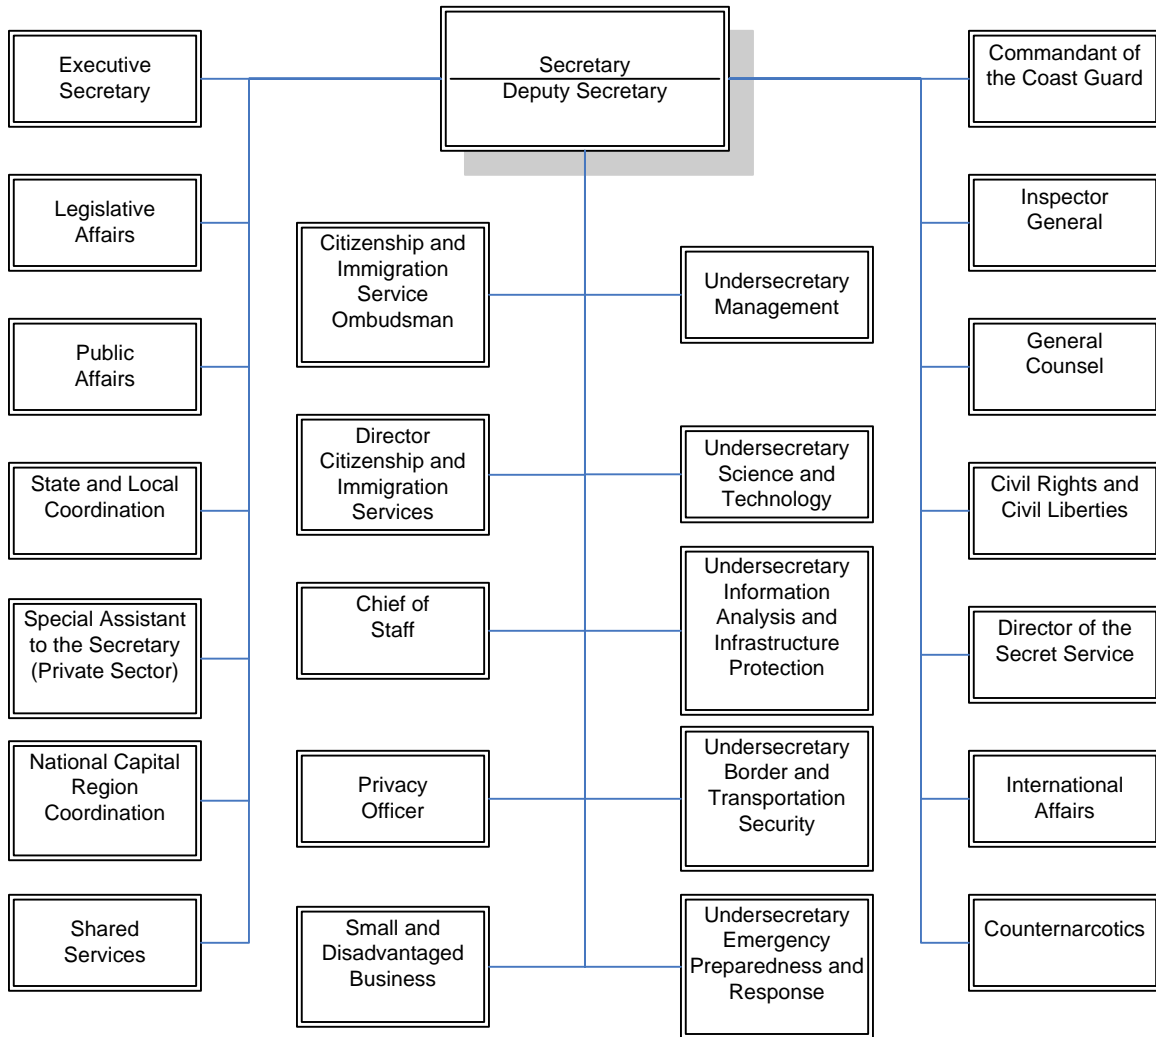 Secretary
Deputy Secretary
Executive
Secretary
Legislative
Affairs
Public
Affairs
State and Local
Coordination
Special Assistant
to the Secretary
(Private Sector)
National Capital
Region
Coordination
Shared
Services
Citizenship and
Immigration
Service
Ombudsman
Director
Citizenship and
Immigration
Services
Chief of
Staff
Privacy
Officer
Small and
Disadvantaged
Business
Undersecretary
Management
Undersecretary
Science and
Technology
Undersecretary
Information
Analysis and
Infrastructure
Protection
Undersecretary
Border and
Transportation
Security
Undersecretary
Emergency
Preparedness and
Response
Commandant of
the Coast Guard
Inspector
General
General
Counsel
Civil Rights and
Civil Liberties
Director of the
Secret Service
International
Affairs
Counternarcotics